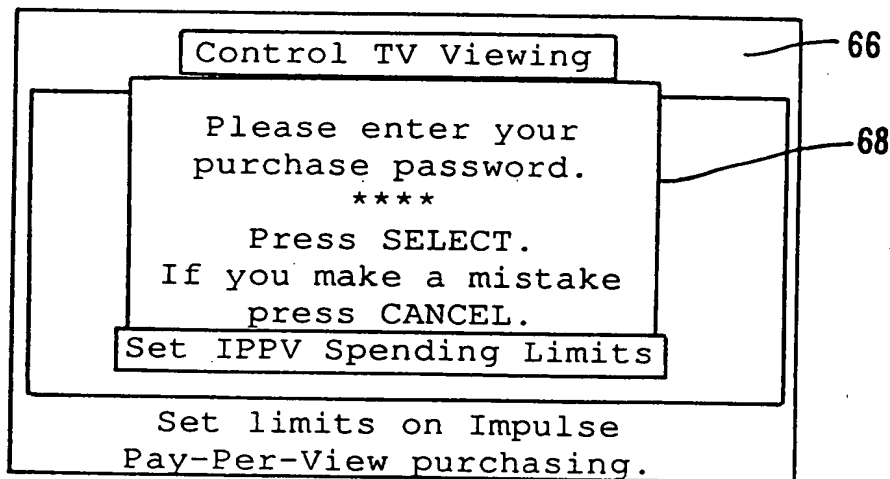 Control TV Viewing
66
Please enter your
purchase password.
68
****
Press SELECT.
If you make a mistake
press CANCEL.
Set IPPV Spending Limits
Set limits on Impulse
Pay-Per-View purchasing.